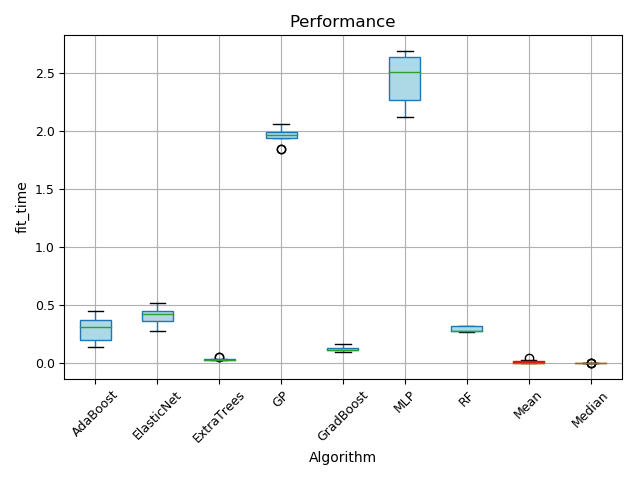 Performance
fit_time
2.5
2.0
1.5
1.0
0.5
0.0
AdaBoost
ElasticNet
ExtraTrees
GP
GradBoost
MLP
RF
Mean
Median
Algorithm